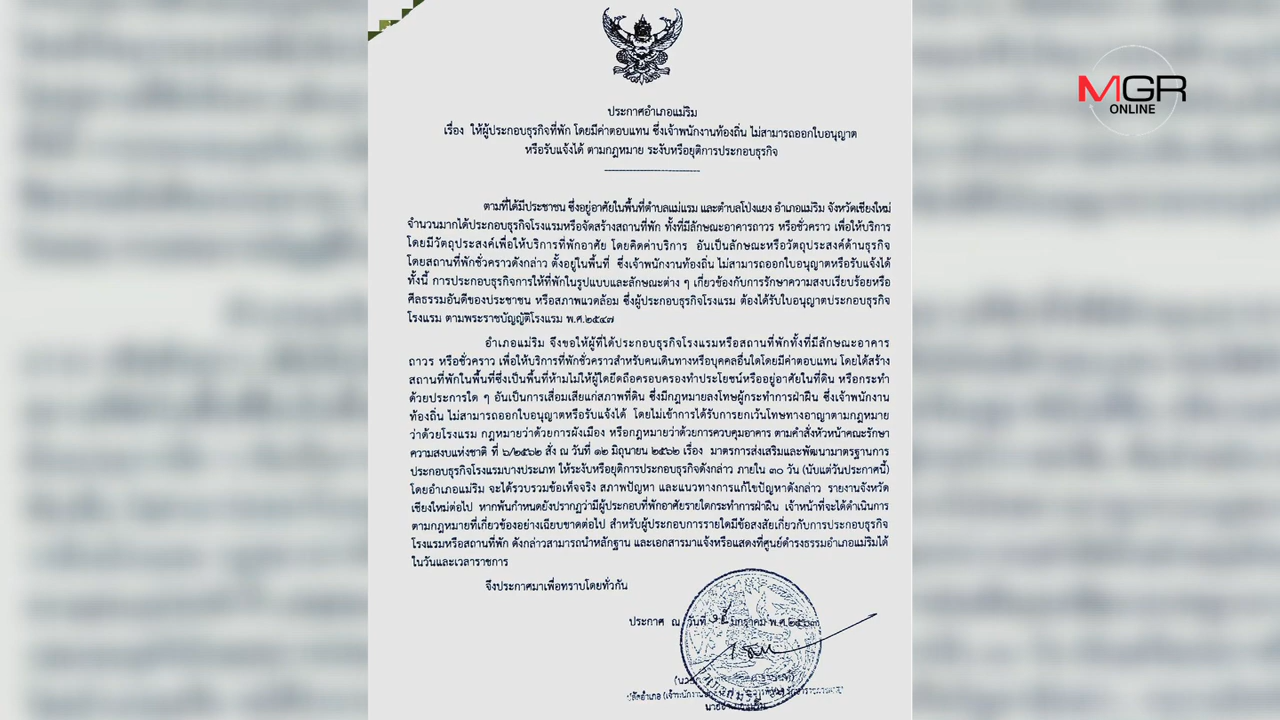 MGR
ONLINE
ประกาศอำเภอแม่ริม
เรื่อง ให้ผู้ประกอบธุรกิจที่พัก โดยมีค่าตอบแทน ซึ่งเจ้าพนักงานท้องถิ่น ไม่สามารถออกใบอนุญาต
หรือรับแจ้งได้ ตามกฎหมาย ระงับหรือยุติการประกอบธุรกิจ
ตามที่ได้มีประชาชน ซึ่งอยู่อาศัยในพื้นที่ตำบลแม่แรม และตำบลโป่งแยง อำเภอแม่ริม จังหวัดเชียงใหม่
จำนวนมากได้ประกอบธุรกิจโรงแรมหรือจัดสร้างสถานที่พัก ทั้งที่มีลักษณะอาคารถาวร หรือชั่วคราว เพื่อให้บริการ
โดยมีวัตถุประสงค์เพื่อให้บริการที่พักอาศัย โดยคิดค่าบริการ อันเป็นลักษณะหรือวัตถุประสงค์ด้านธุรกิจ
โดยสถานที่พักชั่วคราวดังกล่าว ตั้งอยู่ในพื้นที่ ซึ่งเจ้าพนักงานท้องถิ่น ไม่สามารถออกใบอนุญาตหรือรับแจ้งได้
ทั้งนี้ การประกอบธุรกิจการให้ที่พักในรูปแบบและลักษณะต่าง ๆ เกี่ยวข้องกับการรักษาความสงบเรียบร้อยหรือ
ศีลธรรมอันดีของประชาชน หรือสภาพแวดล้อม ซึ่งผู้ประกอบธุรกิจโรงแรม ต้องได้รับใบอนุญาตประกอบธุรกิจ
โรงแรม ตามพระราชบัญญัติโรงแรม พ.ศ.๒๕๔๗
อำเภอแม่ริม จึงขอให้ผู้ที่ได้ประกอบธุรกิจโรงแรมหรือสถานที่พักทั้งที่มีลักษณะอาคาร
ถาวร หรือชั่วคราว เพื่อให้บริการที่พักชั่วคราวสำหรับคนเดินทางหรือบุคคลอื่นใดโดยมีค่าตอบแทน โดยได้สร้าง
สถานที่พักในพื้นที่ซึ่งเป็นพื้นที่ห้ามไม่ให้ผู้ใดยึดถือครอบครองทำประโยชน์หรืออยู่อาศัยในที่ดิน หรือกระทำ
ด้วยประการใด ๆ อันเป็นการเสื่อมเสียแก่สภาพที่ดิน ซึ่งมีกฎหมายลงโทษผู้กระทำการฝ่าฝืน ซึ่งเจ้าพนักงาน
ท้องถิ่น ไม่สามารถออกใบอนุญาตหรือรับแจ้งได้ โดยไม่เข้าการได้รับการยกเว้นโทษทางอาญาตามกฎหมาย
ว่าด้วยโรงแรม กฎหมายว่าด้วยการผังเมือง หรือกฎหมายว่าด้วยการควบคุมอาคาร ตามคำสั่งหัวหน้าคณะรักษา
ความสงบแห่งชาติ ที่ ๖/๒๕๖๒ สั่ง ณ วันที่ ๑๒ มิถุนายน ๒๕๖๒ เรื่อง มาตรการส่งเสริมและพัฒนามาตรฐานการ
ประกอบธุรกิจโรงแรมบางประเภท ให้ระงับหรือยุติการประกอบธุรกิจดังกล่าว ภายใน ๓๐ วัน (นับแต่วันประกาศนี้)
โดยอำเภอแม่ริม จะได้รวบรวมข้อเท็จจริง สภาพปัญหา และแนวทางการแก้ไขปัญหาดังกล่าว รายงานจังหวัด
เชียงใหม่ต่อไป หากพ้นกำหนดยังปรากฏว่ามีผู้ประกอบที่พักอาศัยรายใดกระทำการฝ่าฝืน เจ้าหน้าที่จะได้ดำเนินการ
ตามกฎหมายที่เกี่ยวข้องอย่างเฉียบขาดต่อไป สำหรับผู้ประกอบการรายใดมีข้อสงสัยเกี่ยวกับการประกอบธุรกิจ
โรงแรมหรือสถานที่พัก ดังกล่าวสามารถนำหลักฐาน และเอกสารมาแจ้งหรือแสดงที่ศูนย์ดำรงธรรมอำเภอแม่ริมได้
ในวันและเวลาราชการ
จึงประกาศมาเพื่อทราบโดยทั่วกัน
ประกาศ ณ วันที่ มกราคม พ.ศ.๒๕๖๓